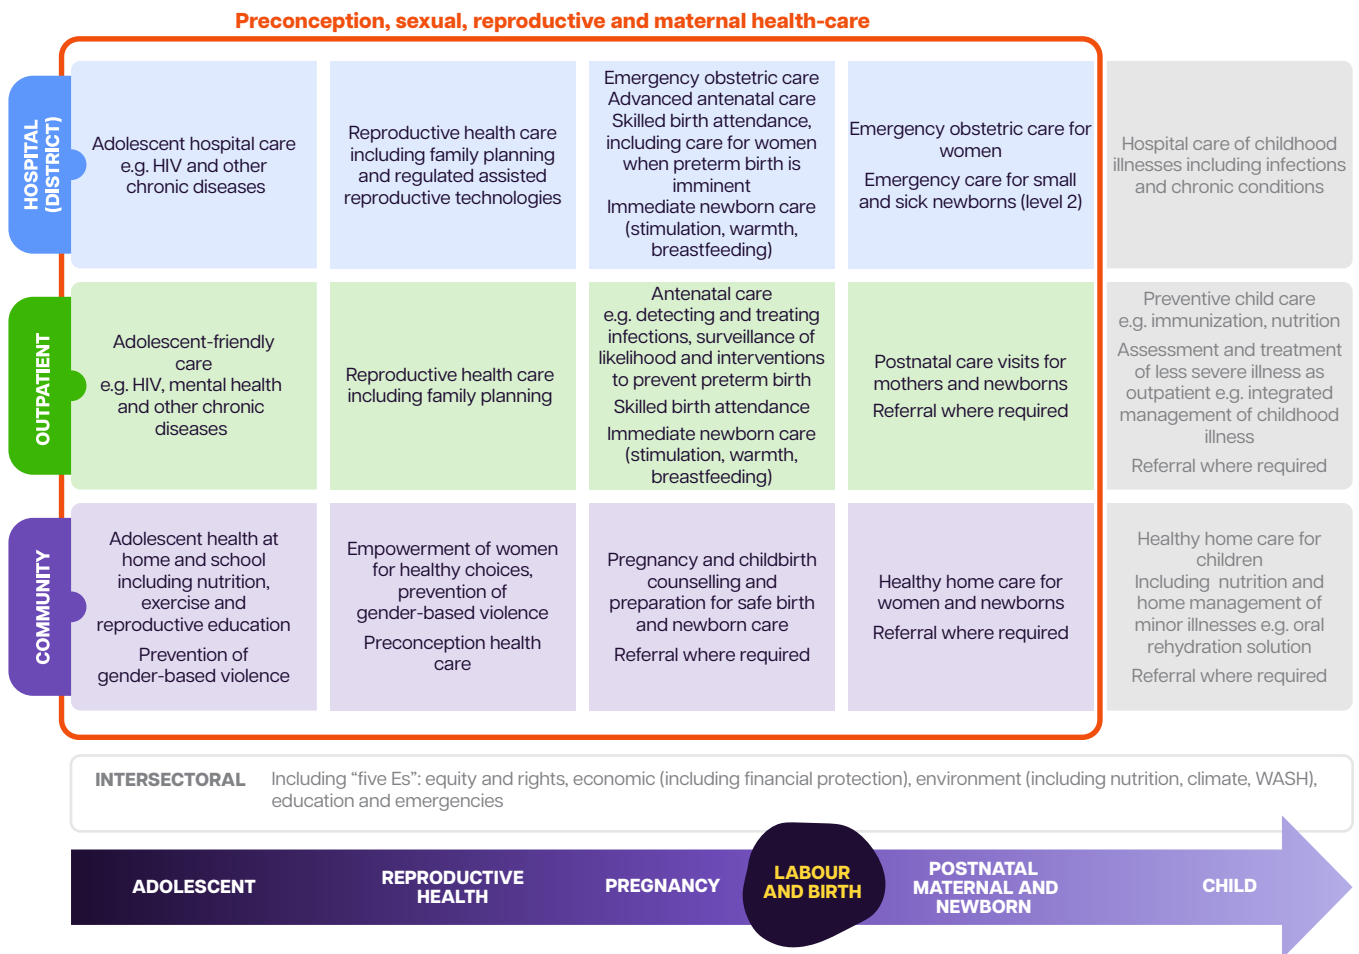 Preconception, sexual, reproductive and maternal health-care
HOSPITAL
(DISTRICT)
Adolescent hospital care
e.g. HIV and other
chronic diseases
Reproductive health care
including family planning
and regulated assisted
reproductive technologies
Emergency obstetric care
Advanced antenatal care
Skilled birth attendance,
including care for women
when preterm birth is
imminent
Immediate newborn care
(stimulation, warmth,
breastfeeding)
Emergency obstetric care for
women
Emergency care for small
and sick newborns (level 2)
Hospital care of childhood
illnesses including infections
and chronic conditions
OUTPATIENT
Adolescent-friendly
care
e.g. HIV, mental health
and other chronic
diseases
Reproductive health care
including family planning
Antenatal care
e.g. detecting and treating
infections, surveillance of
likelihood and interventions
to prevent preterm birth
Skilled birth attendance
Immediate newborn care
(stimulation, warmth,
breastfeeding)
Postnatal care visits for
mothers and newborns
Referral where required
Preventive child care
e.g. immunization, nutrition
Assessment and treatment
of less severe illness as
outpatient e.g. integrated
management of childhood
illness
Referral where required
COMMUNITY
Adolescent health at
home and school
including nutrition,
exercise and
reproductive education
Prevention of
gender-based violence
Empowerment of women
for healthy choices,
prevention of
gender-based violence
Preconception health
care
Pregnancy and childbirth
counselling and
preparation for safe birth
and newborn care
Referral where required
Healthy home care for
women and newborns
Referral where required
Healthy home care for
children
Including nutrition and
home management of
minor illnesses e.g. oral
rehydration solution
Referral where required
INTERSECTORAL
Including “five Es”: equity and rights, economic (including financial protection), environment (including nutrition, climate, WASH),
education and emergencies
ADOLESCENT
REPRODUCTIVE
HEALTH
PREGNANCY
LABOUR
AND BIRTH
POSTNATAL
MATERNAL AND
NEWBORN
CHILD